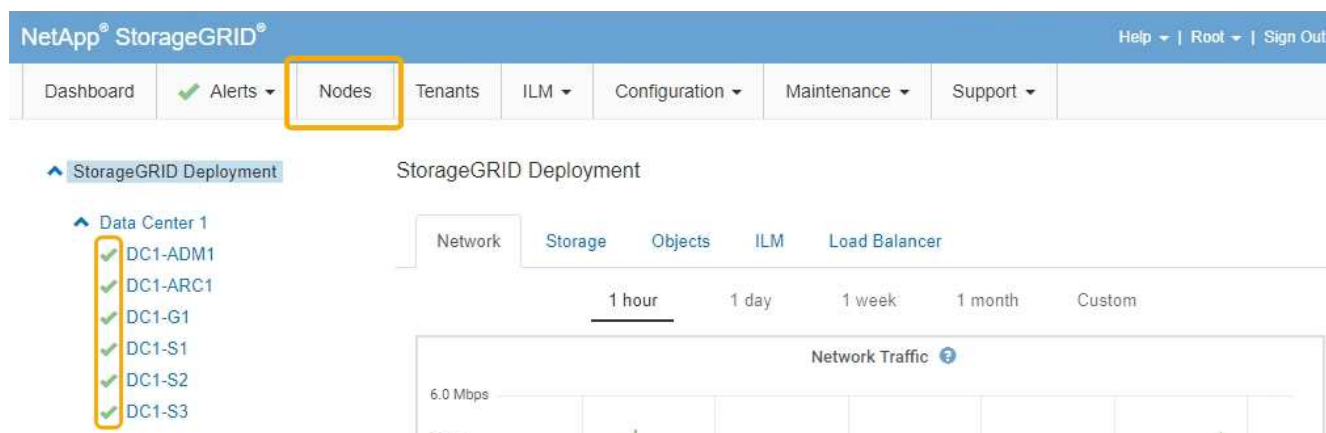 NetApp® StorageGRID®
Help | Root | Sign Out
Dashboard Alerts Nodes Tenants ILM Configuration Maintenance Support
StorageGRID Deployment
Data Center 1
DC1-ADM1
DC1-ARC1
DC1-G1
DC1-S1
DC1-S2
DC1-S3
StorageGRID Deployment
Network Storage Objects ILM Load Balancer
1 hour 1 day 1 week 1 month Custom
Network Traffic ?
6.0 Mbps